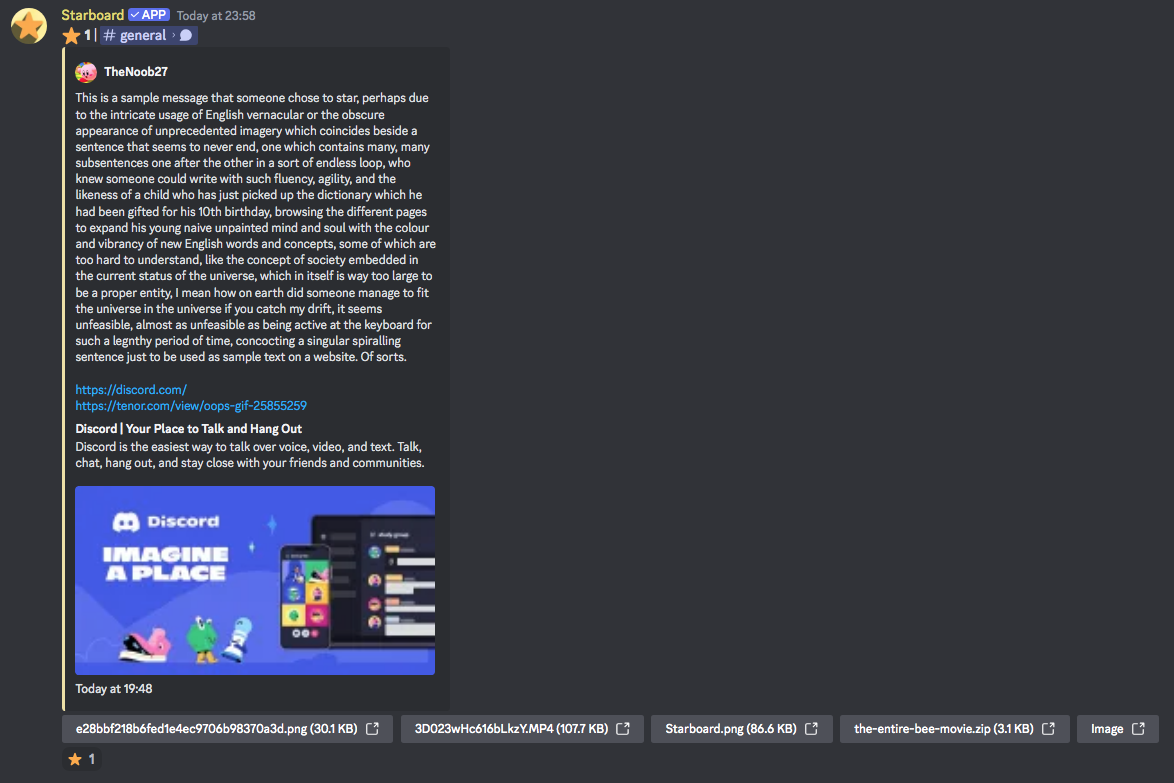 Starboard ✓ APP Today at 23:58
⭐ 1 | # general ›
TheNoob27
This is a sample message that someone chose to star, perhaps due
to the intricate usage of English vernacular or the obscure
appearance of unprecedented imagery which coincides beside a
sentence that seems to never end, one which contains many, many
subsentences one after the other in a sort of endless loop, who
knew someone could write with such fluency, agility, and the
likeness of a child who has just picked up the dictionary which he
had been gifted for his 10th birthday, browsing the different pages
to expand his young naive unpainted mind and soul with the colour
and vibrancy of new English words and concepts, some of which are
too hard to understand, like the concept of society embedded in
the current status of the universe, which in itself is way too large to
be a proper entity, I mean how on earth did someone manage to fit
the universe in the universe if you catch my drift, it seems
unfeasible, almost as unfeasible as being active at the keyboard for
such a legnthy period of time, concocting a singular spiralling
sentence just to be used as sample text on a website. Of sorts.
https://discord.com/
https://tenor.com/view/oops-gif-25855259
Discord | Your Place to Talk and Hang Out
Discord is the easiest way to talk over voice, video, and text. Talk,
chat, hang out, and stay close with your friends and communities.
Discord
IMAGINE
A PLACE
study group
Today at 19:48
e28bbf218b6fed1e4ec9706b98370a3d.png (30.1 KB)
3D023wHc616bLkzY.MP4 (107.7 KB)
Starboard.png (86.6 KB)
the-entire-bee-movie.zip (3.1 KB)
Image
⭐ 1